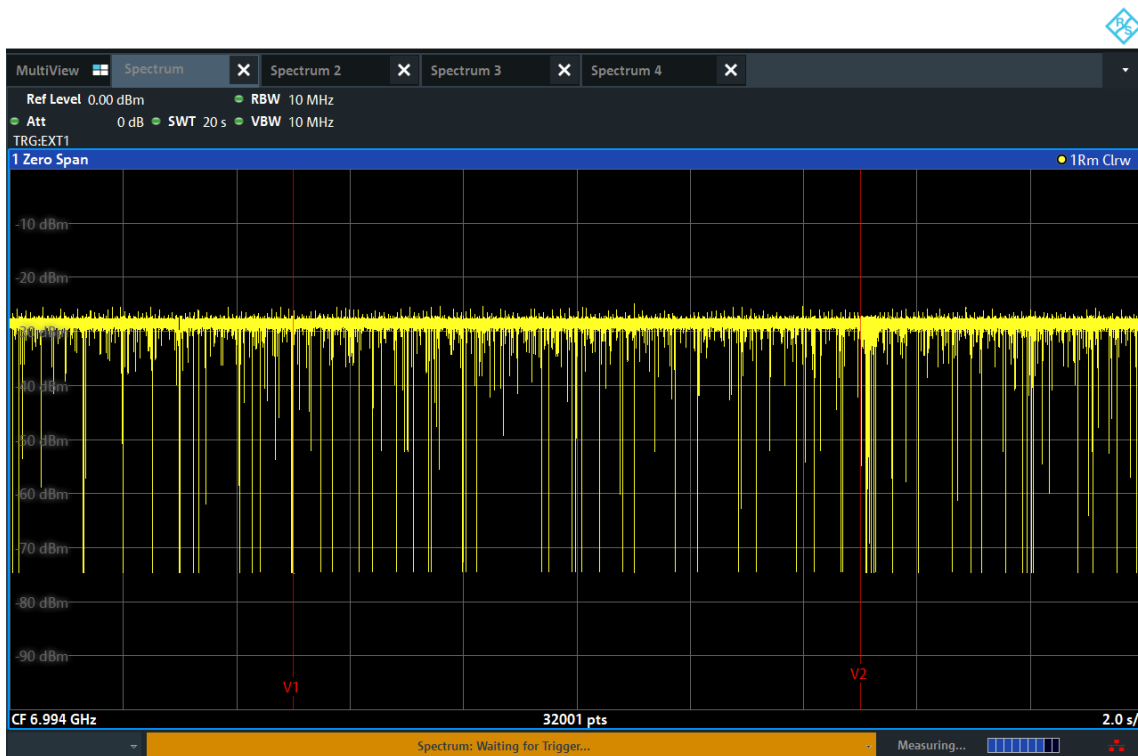 R&S
MultiView Spectrum X Spectrum 2 X Spectrum 3 X Spectrum 4 X
Ref Level 0.00 dBm RBW 10 MHz
Att 0 dB SWT 20 s VBW 10 MHz
TRG:EXT1
1 Zero Span 1Rm Clrw
-10 dBm
-20 dBm
-30 dBm
-40 dBm
-50 dBm
-60 dBm
-70 dBm
-80 dBm
-90 dBm
V1
V2
CF 6.994 GHz 32001 pts 2.0 s/
Spectrum: Waiting for Trigger... Measuring...